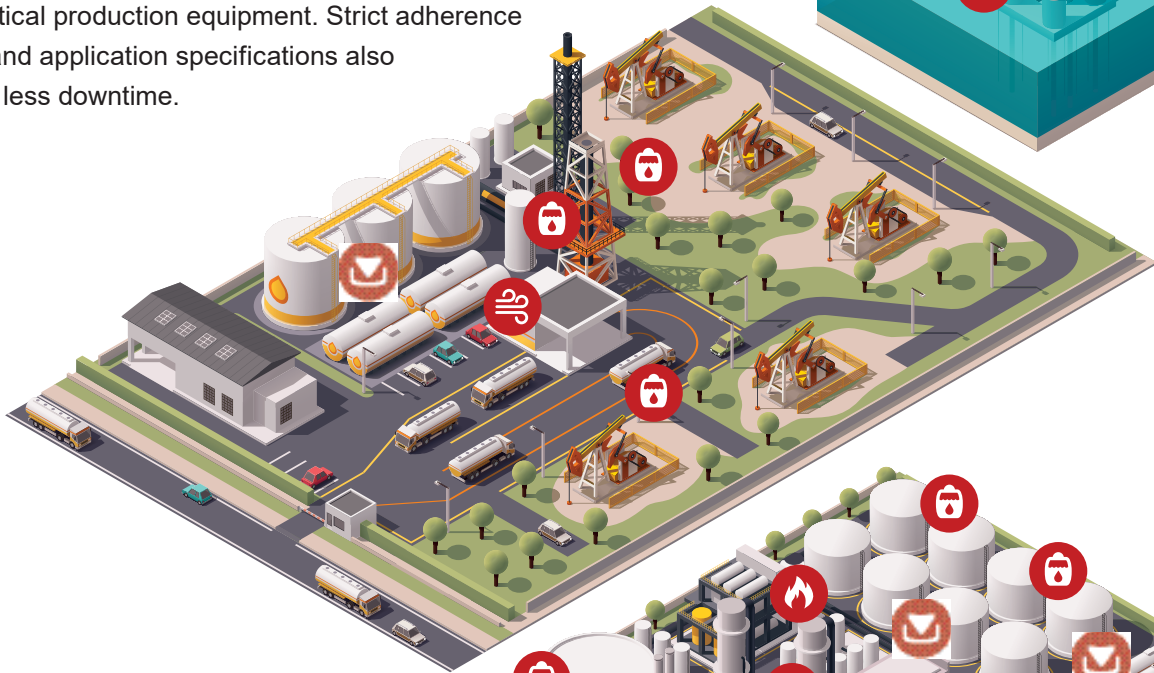 tical production equipment. Strict adherence
and application specifications also
less downtime.